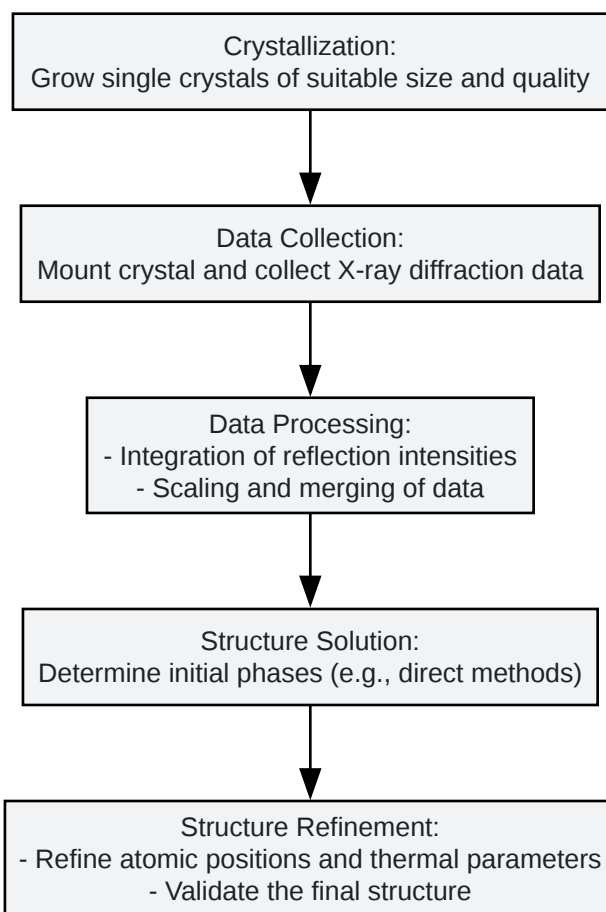 Crystallization:
Grow single crystals of suitable size and quality
Data Collection:
Mount crystal and collect X-ray diffraction data
Data Processing:
- Integration of reflection intensities
- Scaling and merging of data
Structure Solution:
Determine initial phases (e.g., direct methods)
Structure Refinement:
- Refine atomic positions and thermal parameters
- Validate the final structure